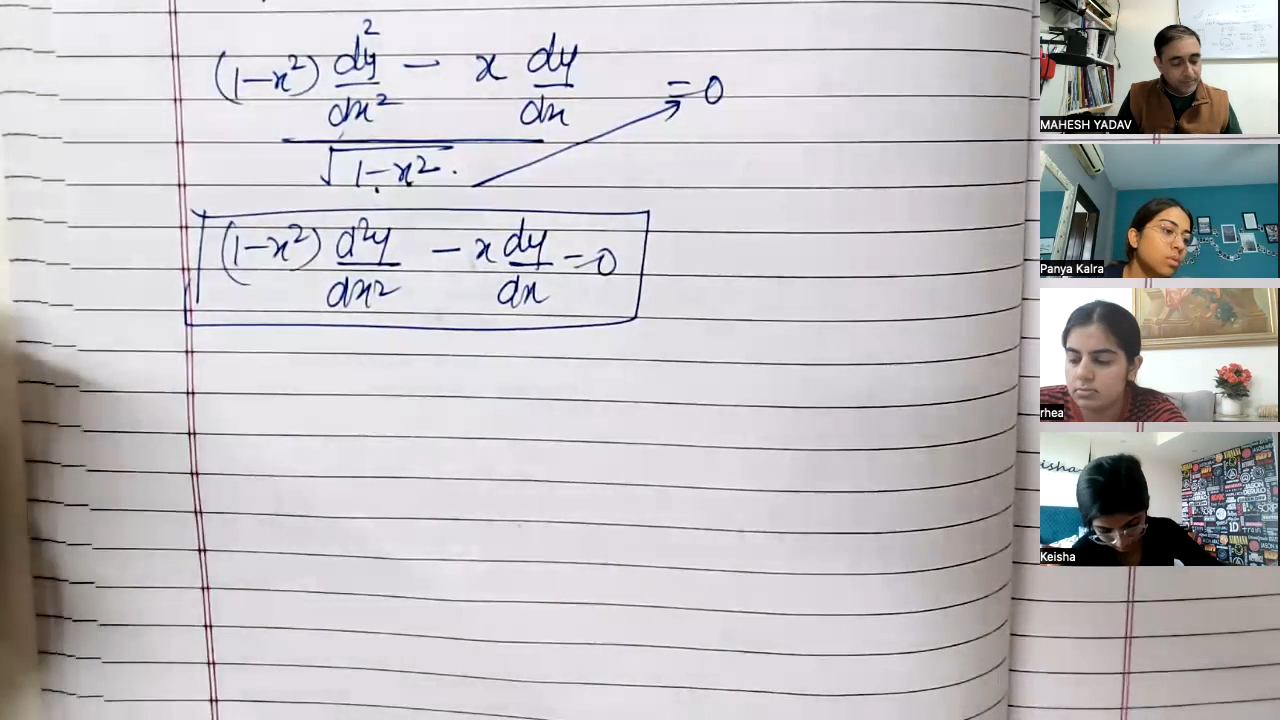 (1-x²) d²y/dx² - x dy/dx = 0
√1-x².
(1-x²) d²y/dx² - x dy/dx = 0
MAHESH YADAV
Panya Kalra
rhea
isha
Keisha